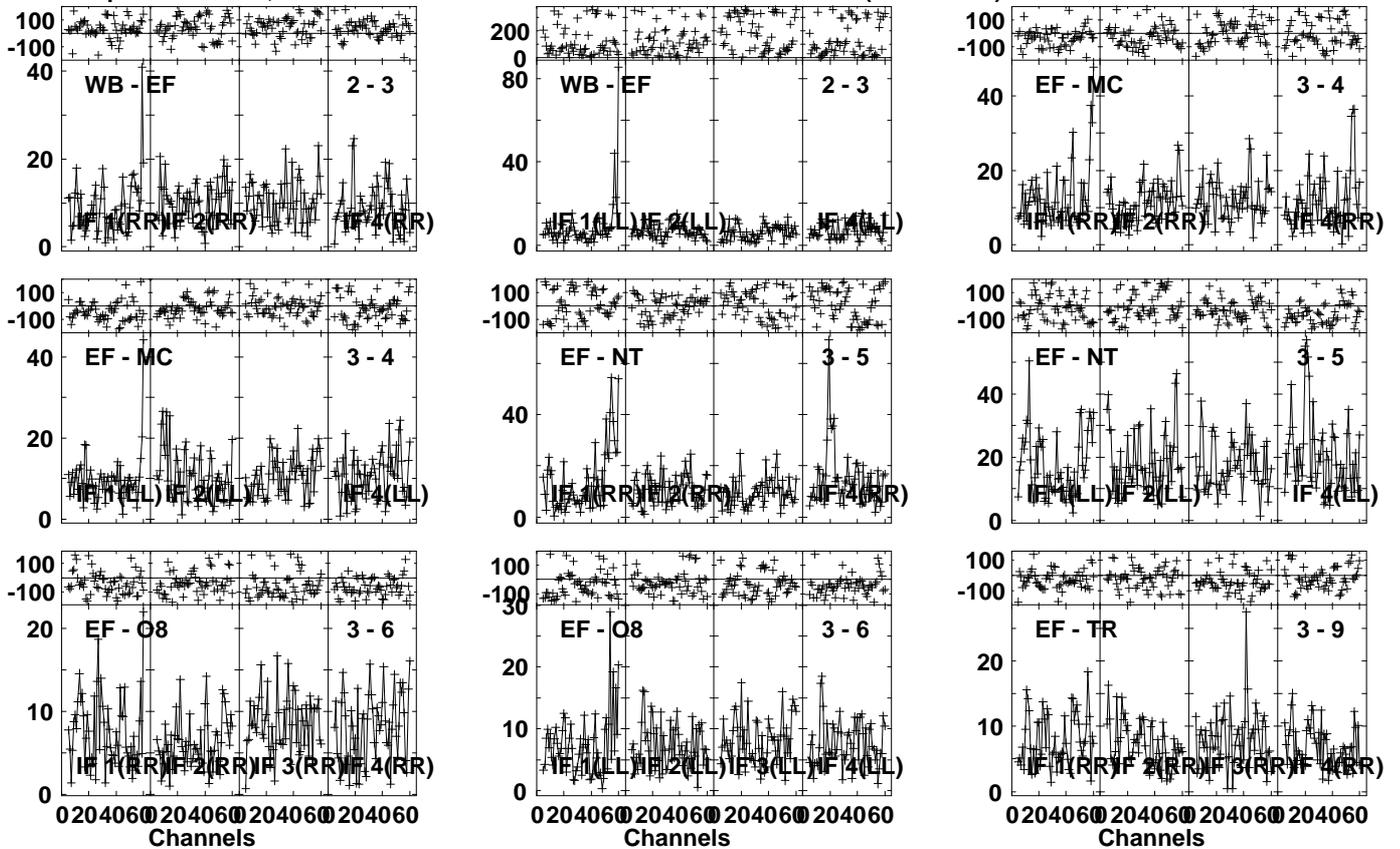 100
-100
40
WB - EF 2 - 3
20
IF 1(RR) IF 2(RR) IF 4(RR)
0
200
0
80
WB - EF 2 - 3
40
IF 1(LL) IF 2(LL) IF 4(LL)
0
100
-100
40
EF - MC 3 - 4
20
IF 1(RR) IF 2(RR) IF 4(RR)
0
100
-100
40
EF - MC 3 - 4
20
IF 1(LL) IF 2(LL) IF 4(LL)
0
100
-100
EF - NT 3 - 5
40
IF 1(RR) IF 2(RR) IF 4(RR)
0
100
-100
EF - NT 3 - 5
40
20
IF 1(LL) IF 2(LL) IF 4(LL)
0
100
-100
20
EF - O8 3 - 6
10
IF 1(RR) IF 2(RR) IF 3(RR) IF 4(RR)
0
0 20 40 60 0 20 40 60 0 20 40 60 0 20 40 60
Channels
100
-100
30
EF - O8 3 - 6
20
10
IF 1(LL) IF 2(LL) IF 3(LL) IF 4(LL)
0
0 20 40 60 0 20 40 60 0 20 40 60 0 20 40 60
Channels
100
-100
EF - TR 3 - 9
20
10
IF 1(RR) IF 2(RR) IF 3(RR) IF 4(RR)
0
0 20 40 60 0 20 40 60 0 20 40 60 0 20 40 60
Channels